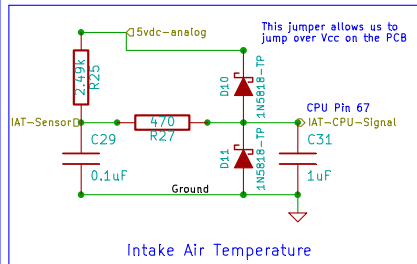 5vdc-analog
This jumper allows us to
jump over Vcc on the PCB
2.49k
R25
D10
1N5818-TP
CPU Pin 67
IAT-Sensor
470
R27
IAT-CPU-Signal
C29
0.1uF
D11
1N5818-TP
C31
1uF
Ground
Intake Air Temperature